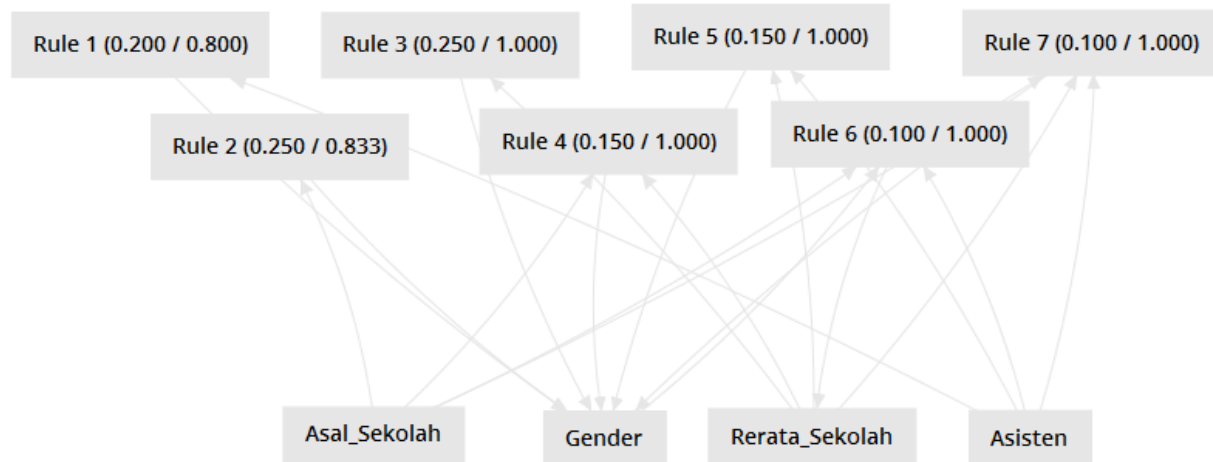 Rule 1 (0.200 / 0.800)
Rule 3 (0.250 / 1.000)
Rule 5 (0.150 / 1.000)
Rule 7 (0.100 / 1.000)
Rule 2 (0.250 / 0.833)
Rule 4 (0.150 / 1.000)
Rule 6 (0.100 / 1.000)
Asal_Sekolah
Gender
Rerata_Sekolah
Asisten